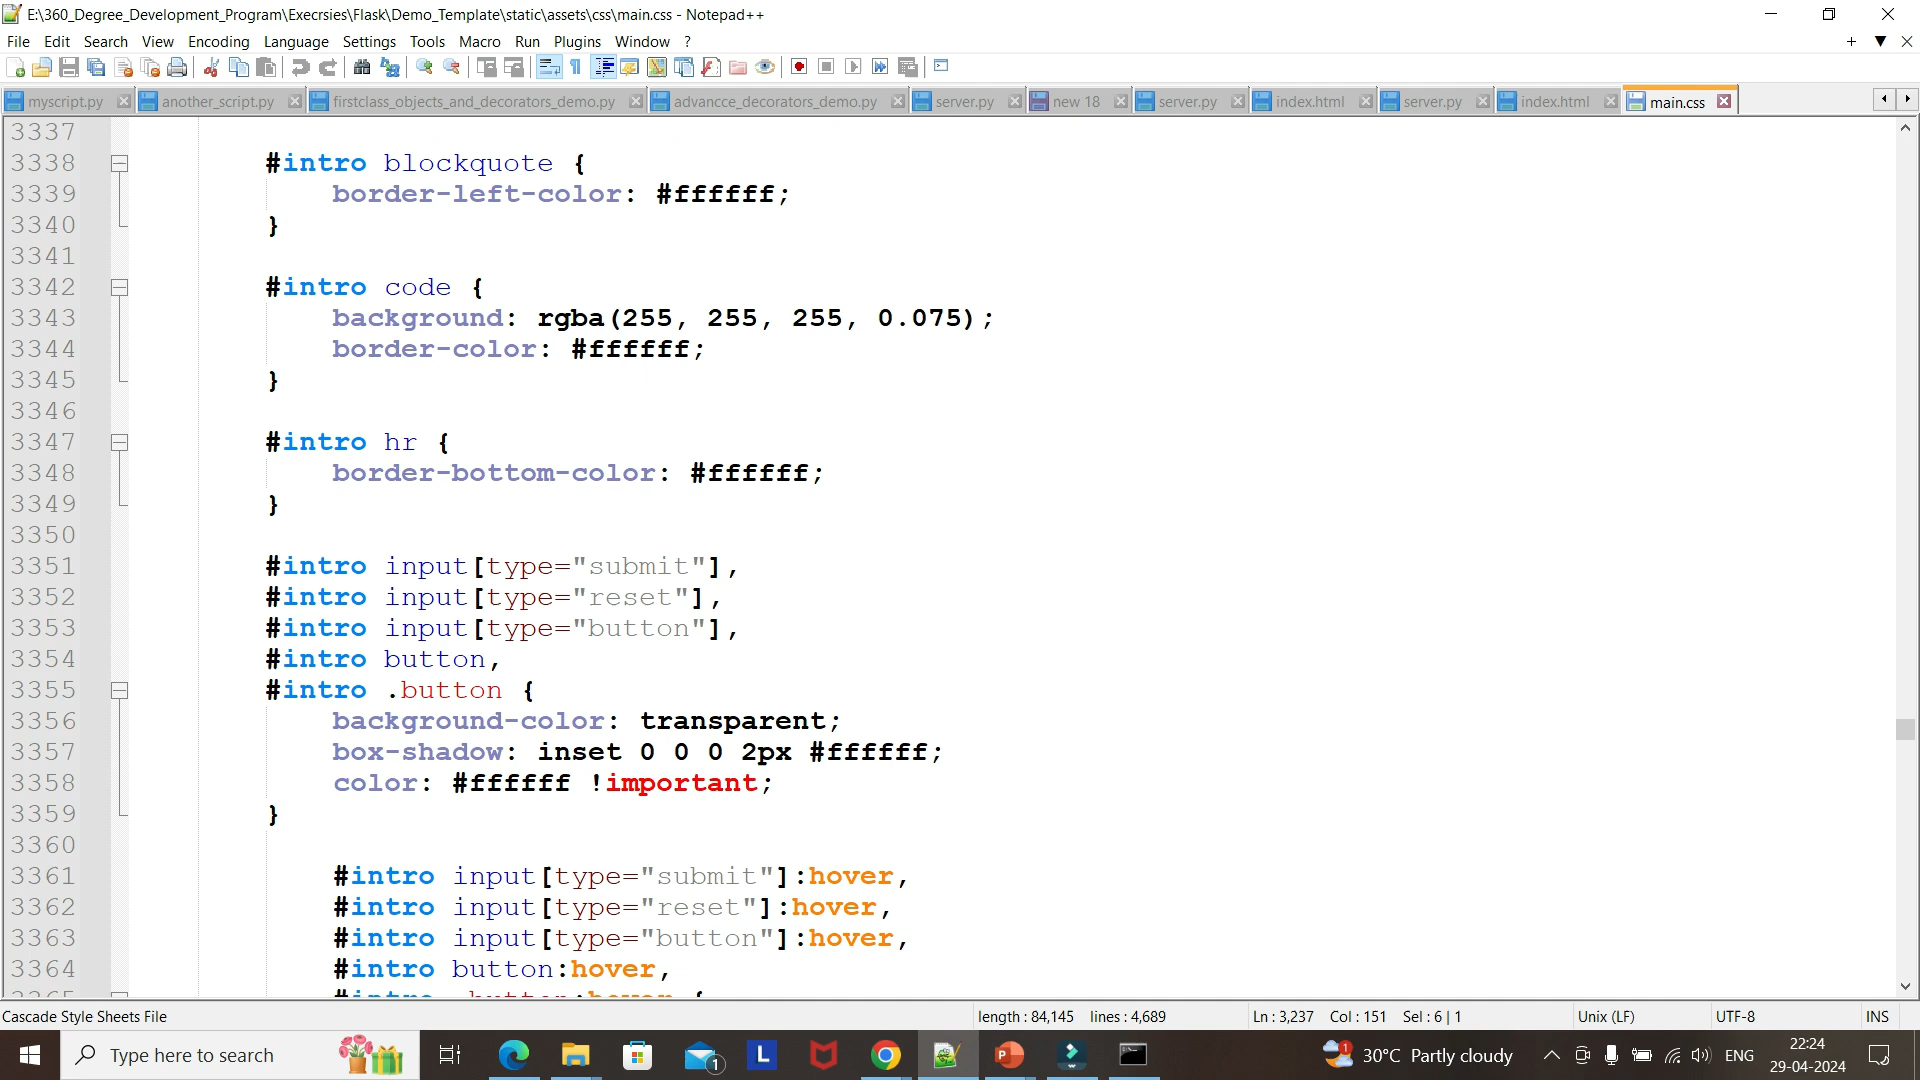 E:\360_Degree_Development_Program\Execrsies\Flask\Demo_Template\static\assets\css\main.css - Notepad++
File Edit Search View Encoding Language Settings Tools Macro Run Plugins Window ?
myscript.py another_script.py firstclass_objects_and_decorators_demo.py advancce_decorators_demo.py server.py new 18 server.py index.html server.py index.html main.css
3337
3338 #intro blockquote {
3339 border-left-color: #ffffff;
3340 }
3341
3342 #intro code {
3343 background: rgba(255, 255, 255, 0.075);
3344 border-color: #ffffff;
3345 }
3346
3347 #intro hr {
3348 border-bottom-color: #ffffff;
3349 }
3350
3351 #intro input[type="submit"],
3352 #intro input[type="reset"],
3353 #intro input[type="button"],
3354 #intro button,
3355 #intro .button {
3356 background-color: transparent;
3357 box-shadow: inset 0 0 0 2px #ffffff;
3358 color: #ffffff !important;
3359 }
3360
3361 #intro input[type="submit"]:hover,
3362 #intro input[type="reset"]:hover,
3363 #intro input[type="button"]:hover,
3364 #intro button:hover,
3365 #intro .button:hover {
Cascade Style Sheets File length : 84,145 lines : 4,689 Ln : 3,237 Col : 151 Sel : 6 | 1 Unix (LF) UTF-8 INS
Type here to search 30°C Partly cloudy ENG 22:24
29-04-2024